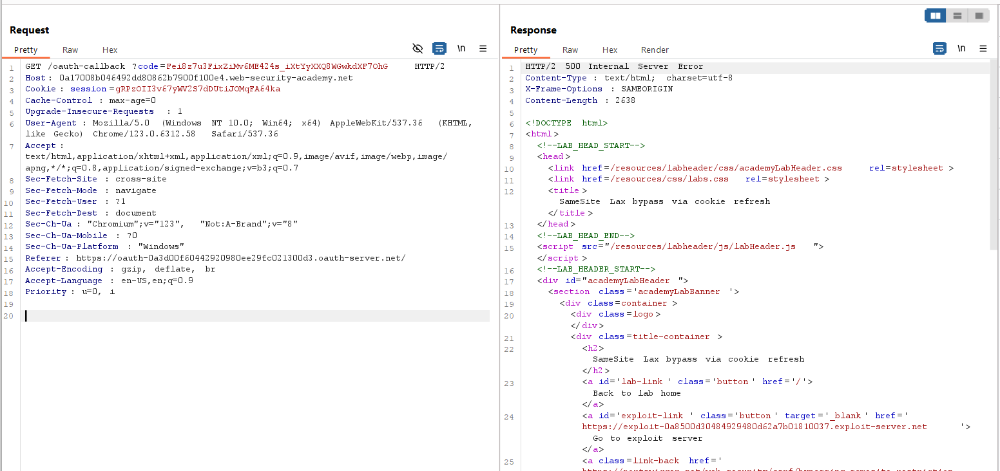 Request
Pretty Raw Hex \n
1 GET /oauth-callback ?code=Fei8z7u3FixZiMv6ME424s_iXtYyXXQ8WGwkdXF7OhG HTTP/2
2 Host: 0a17008b046492dd80862b7900f100e4.web-security-academy.net
3 Cookie: session=gRPzOII3v67yWV2S7dDUtiJOMqFA64ka
4 Cache-Control : max-age=0
5 Upgrade-Insecure-Requests : 1
6 User-Agent : Mozilla/5.0 (Windows NT 10.0; Win64; x64) AppleWebKit/537.36 (KHTML,
like Gecko) Chrome/123.0.6312.58 Safari/537.36
7 Accept :
text/html,application/xhtml+xml,application/xml;q=0.9,image/avif,image/webp,image/
apng,*/*;q=0.8,application/signed-exchange;v=b3;q=0.7
8 Sec-Fetch-Site : cross-site
9 Sec-Fetch-Mode : navigate
10 Sec-Fetch-User : ?1
11 Sec-Fetch-Dest : document
12 Sec-Ch-Ua : "Chromium";v="123", "Not:A-Brand";v="8"
13 Sec-Ch-Ua-Mobile : ?0
14 Sec-Ch-Ua-Platform : "Windows"
15 Referer : https://oauth-0a3d00f60442920980ee29fc021300d3.oauth-server.net/
16 Accept-Encoding : gzip, deflate, br
17 Accept-Language : en-US,en;q=0.9
18 Priority : u=0, i
19
20
Response
Pretty Raw Hex Render \n
1 HTTP/2 500 Internal Server Error
2 Content-Type : text/html; charset=utf-8
3 X-Frame-Options : SAMEORIGIN
4 Content-Length : 2638
5
6 <!DOCTYPE html>
7 <html>
8 <!--LAB_HEAD_START-->
9 <head>
10 <link href=/resources/labheader/css/academyLabHeader.css rel=stylesheet >
11 <link href=/resources/css/labs.css rel=stylesheet >
12 <title >
SameSite Lax bypass via cookie refresh
</title >
13 </head>
14 <!--LAB_HEAD_END-->
15 <script src="/resources/labheader/js/labHeader.js ">
</script >
16 <!--LAB_HEADER_START-->
17 <div id="academyLabHeader ">
18 <section class='academyLabBanner '>
19 <div class=container >
20 <div class=logo>
</div>
21 <div class=title-container >
22 <h2>
SameSite Lax bypass via cookie refresh
</h2>
23 <a id='lab-link ' class='button' href='/'>
Back to lab home
</a>
24 <a id='exploit-link ' class='button' target='_blank' href='
https://exploit-0a8500d30484929480d62a7b01810037.exploit-server.net '>
Go to exploit server
</a>
25 <a class=link-back href='